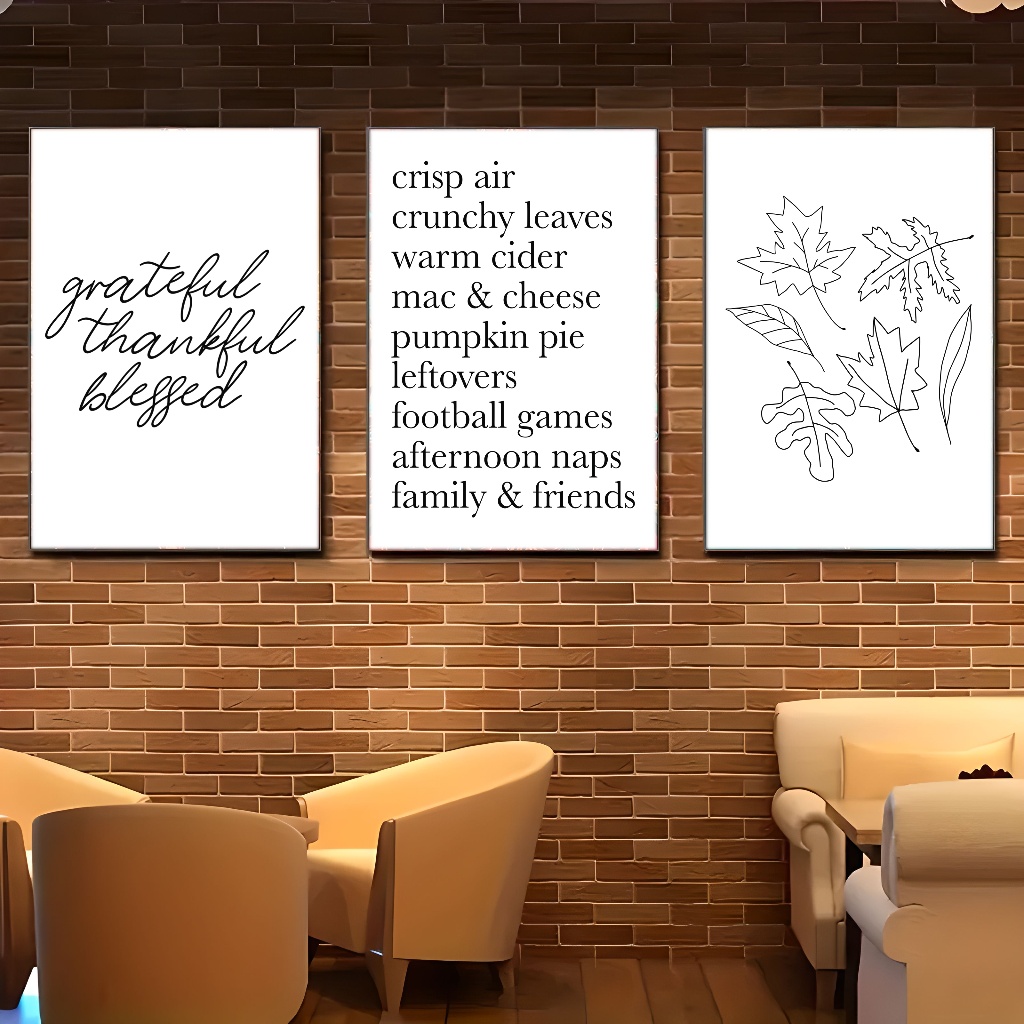 grateful
thankful
blessed
crisp air
crunchy leaves
warm cider
mac & cheese
pumpkin pie
leftovers
football games
afternoon naps
family & friends